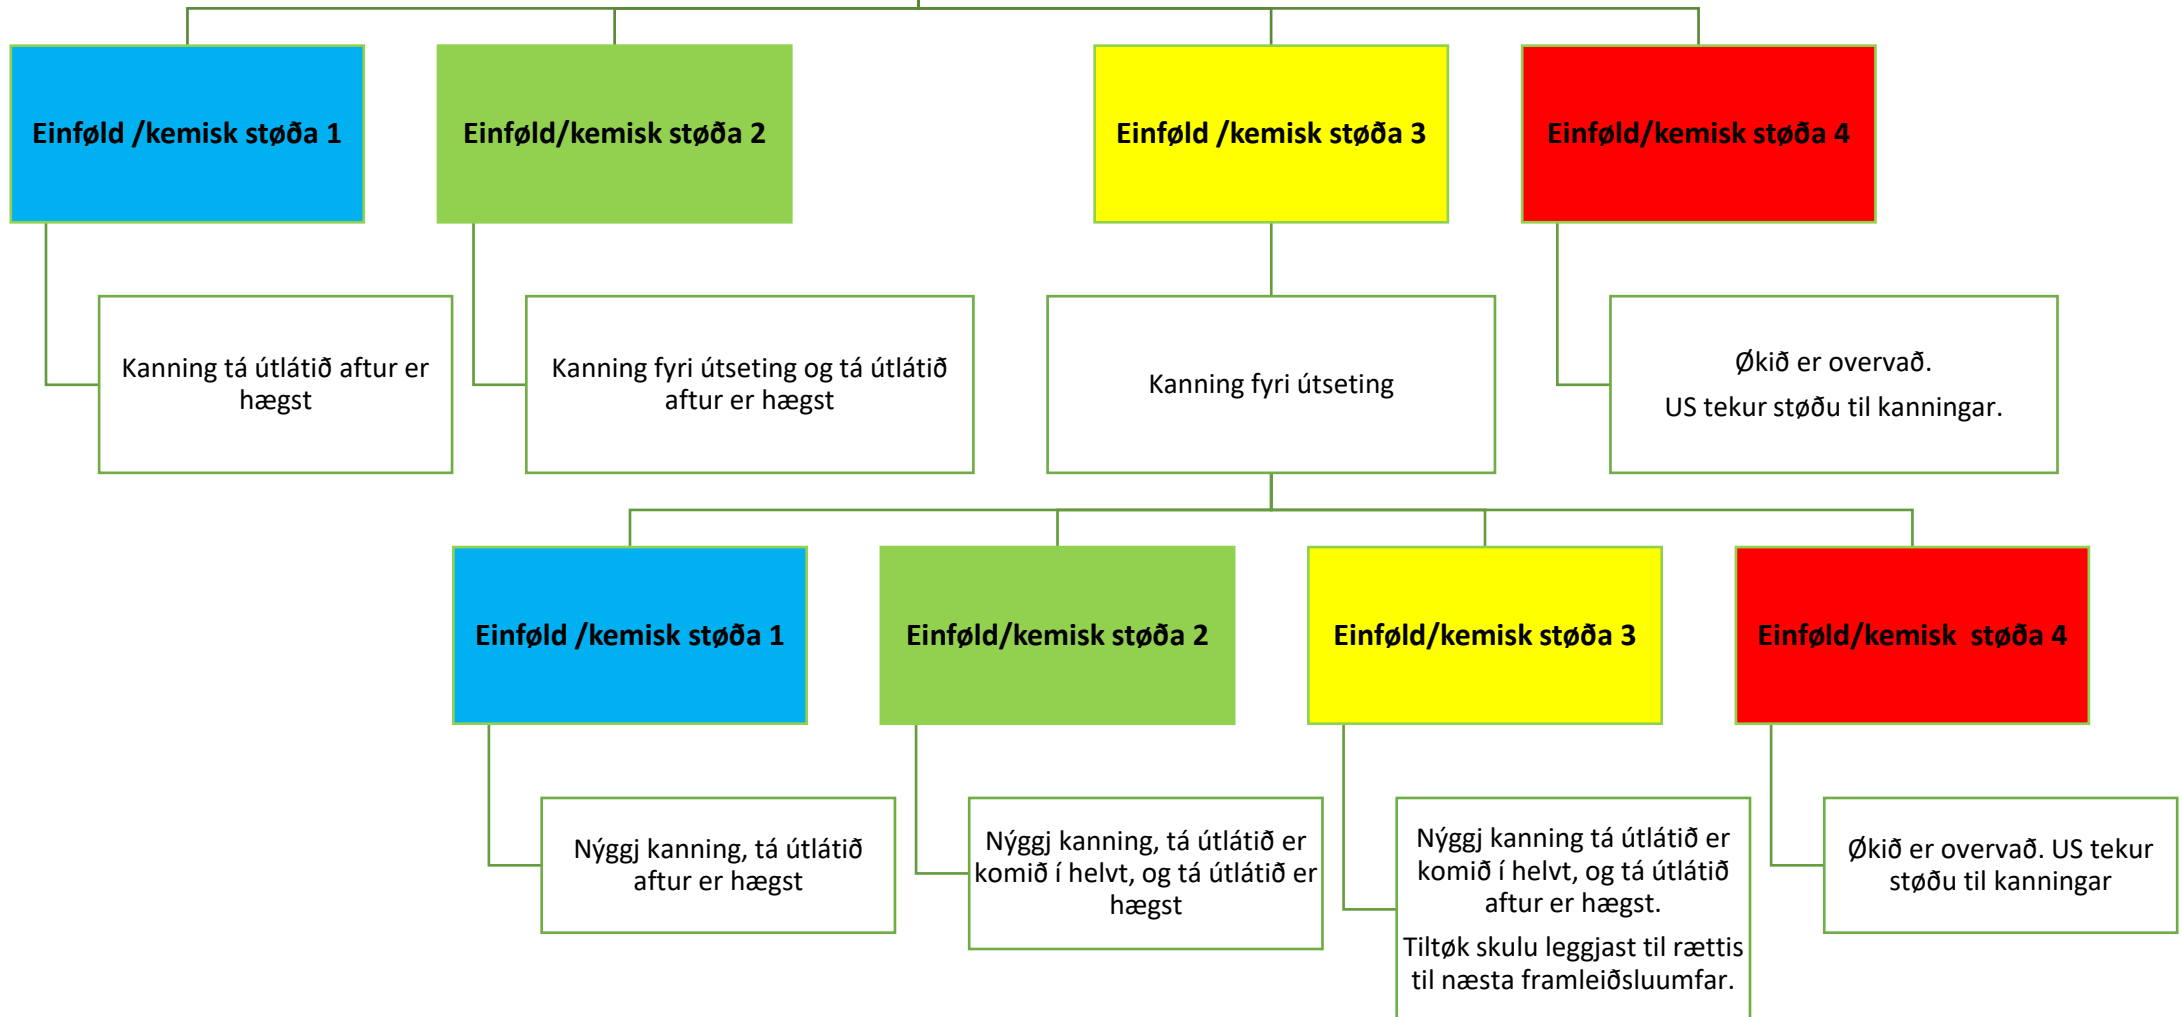 Einføld /kemisk støða 1
Einføld/kemisk støða 2
Einføld /kemisk støða 3
Einføld/kemisk støða 4
Kanning tá útlátið aftur er
hægst
Kanning fyri útseting og tá útlátið
aftur er hægst
Kanning fyri útseting
Økið er overvað.
US tekur støðu til kanningar.
Einføld /kemisk støða 1
Einføld/kemisk støða 2
Einføld/kemisk støða 3
Einføld/kemisk  støða 4
Nýggj kanning, tá útlátið
aftur er hægst
Nýggj kanning, tá útlátið er
komið í helvt, og tá útlátið er
hægst
Nýggj kanning tá útlátið er
komið í helvt, og tá útlátið
aftur er hægst.
Tiltøk skulu leggjast til rættis
til næsta framleiðsluumfar.
Økið er overvað. US tekur
støðu til kanningar